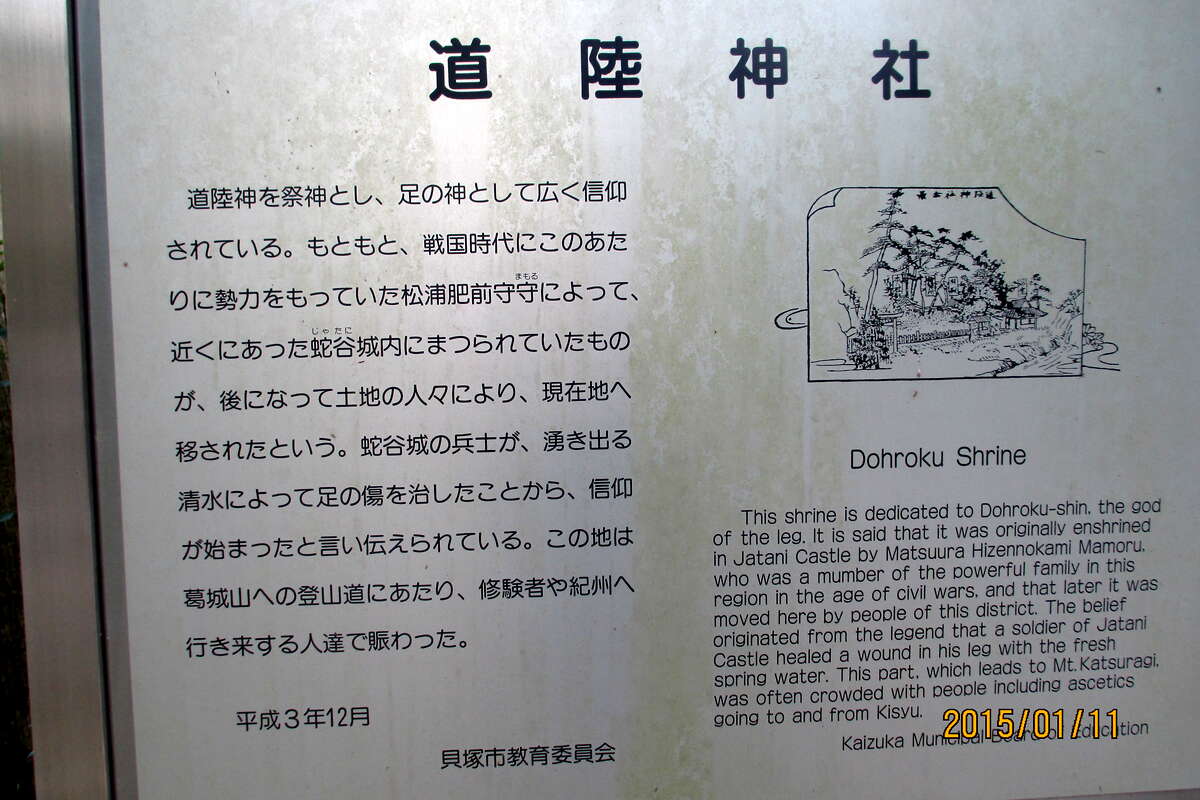 道陸神社
道陸神を祭神とし、足の神として広く信仰
されている。もともと、戦国時代にこのあた
りに勢力をもっていた松浦肥前守守によって、
まもる
近くにあった蛇谷城内にまつられていたもの
じゃたに
が、後になって土地の人々により、現在地へ
移されたという。蛇谷城の兵士が、湧き出る
清水によって足の傷を治したことから、信仰
が始まったと言い伝えられている。この地は
葛城山への登山道にあたり、修験者や紀州へ
行き来する人達で賑わった。
平成3年12月
貝塚市教育委員会
Dohroku Shrine
This shrine is dedicated to Dohroku-shin, the god
of the leg. It is said that it was originally enshrined
in Jatani Castle by Matsuura Hizennokami Mamoru,
who was a mumber of the powerful family in this
region in the age of civil wars, and that later it was
moved here by people of this district. The belief
originated from the legend that a soldier of Jatani
Castle healed a wound in his leg with the fresh
spring water. This part, which leads to Mt.Katsuragi,
was often crowded with people including ascetics
going to and from Kisyu.
Kaizuka Municipal Board of Education
2015/01/11